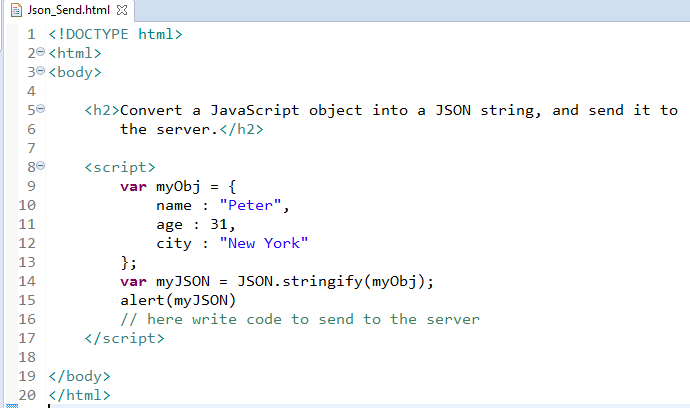 Json_Send.html
1 <!DOCTYPE html>
2 <html>
3 <body>
4
5     <h2>Convert a JavaScript object into a JSON string, and send it to
6         the server.</h2>
7
8     <script>
9         var myObj = {
10             name : "Peter",
11             age : 31,
12             city : "New York"
13         };
14         var myJSON = JSON.stringify(myObj);
15         alert(myJSON)
16         // here write code to send to the server
17     </script>
18
19 </body>
20 </html>